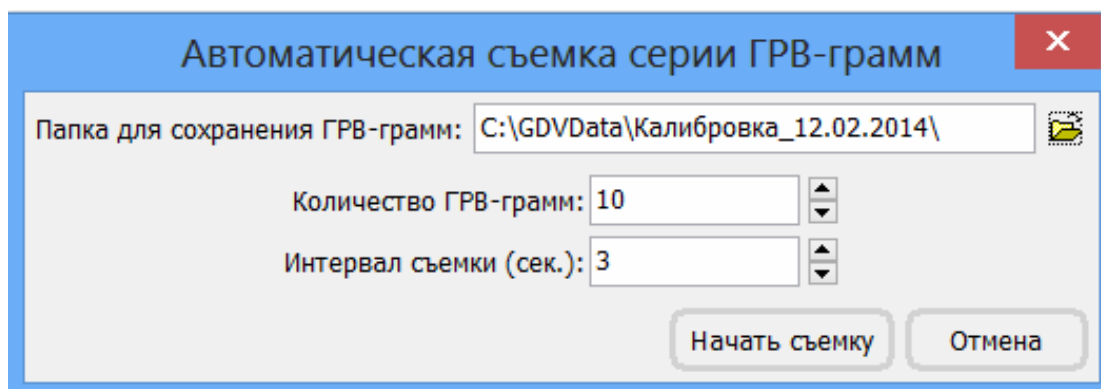 Автоматическая съемка серии ГРВ-грамм
Папка для сохранения ГРВ-грамм: C:\GDVData\Калибровка_12.02.2014\
Количество ГРВ-грамм: 10
Интервал съемки (сек.): 3
Начать съемку Отмена